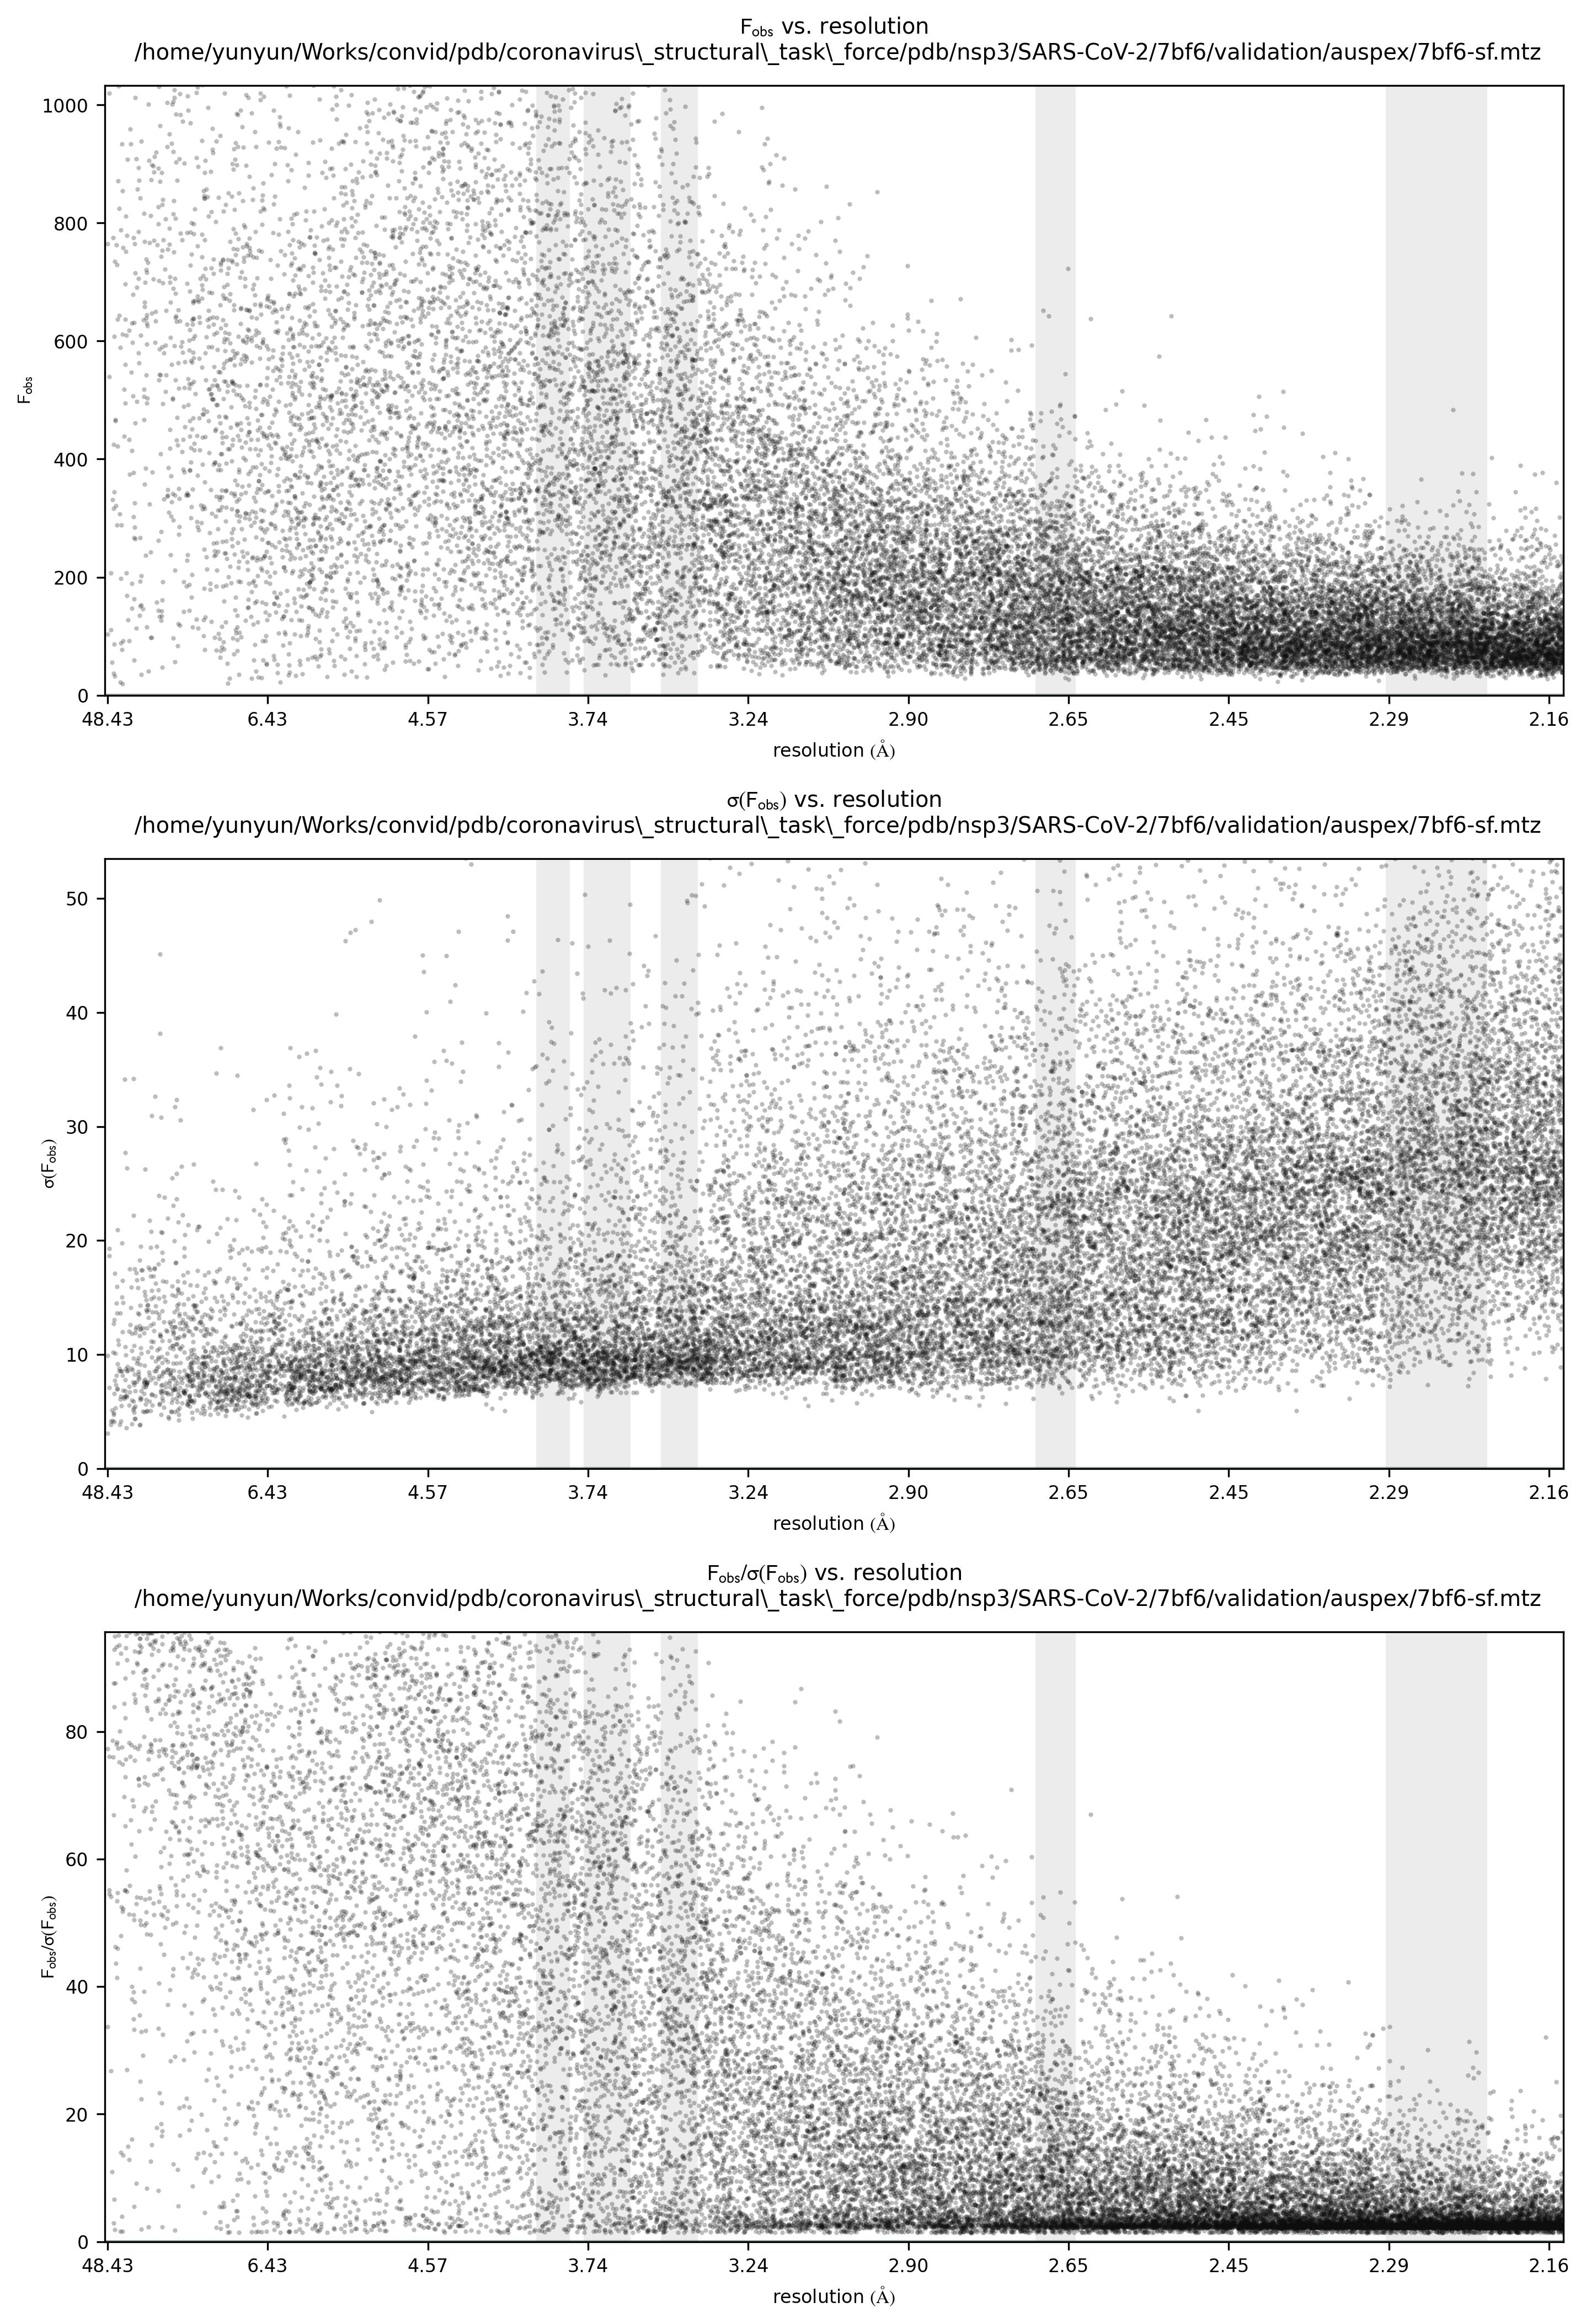 Fobs vs. resolution
/home/yunyun/Works/convid/pdb/coronavirus\_structural\_task\_force/pdb/nsp3/SARS-CoV-2/7bf6/validation/auspex/7bf6-sf.mtz
1000
800
600
400
200
0
Fobs
48.43 6.43 4.57 3.74 3.24 2.90 2.65 2.45 2.29 2.16
resolution (Å)
σ(Fobs) vs. resolution
/home/yunyun/Works/convid/pdb/coronavirus\_structural\_task\_force/pdb/nsp3/SARS-CoV-2/7bf6/validation/auspex/7bf6-sf.mtz
50
40
30
20
10
0
σ(Fobs)
48.43 6.43 4.57 3.74 3.24 2.90 2.65 2.45 2.29 2.16
resolution (Å)
Fobs/σ(Fobs) vs. resolution
/home/yunyun/Works/convid/pdb/coronavirus\_structural\_task\_force/pdb/nsp3/SARS-CoV-2/7bf6/validation/auspex/7bf6-sf.mtz
80
60
40
20
0
Fobs/σ(Fobs)
48.43 6.43 4.57 3.74 3.24 2.90 2.65 2.45 2.29 2.16
resolution (Å)